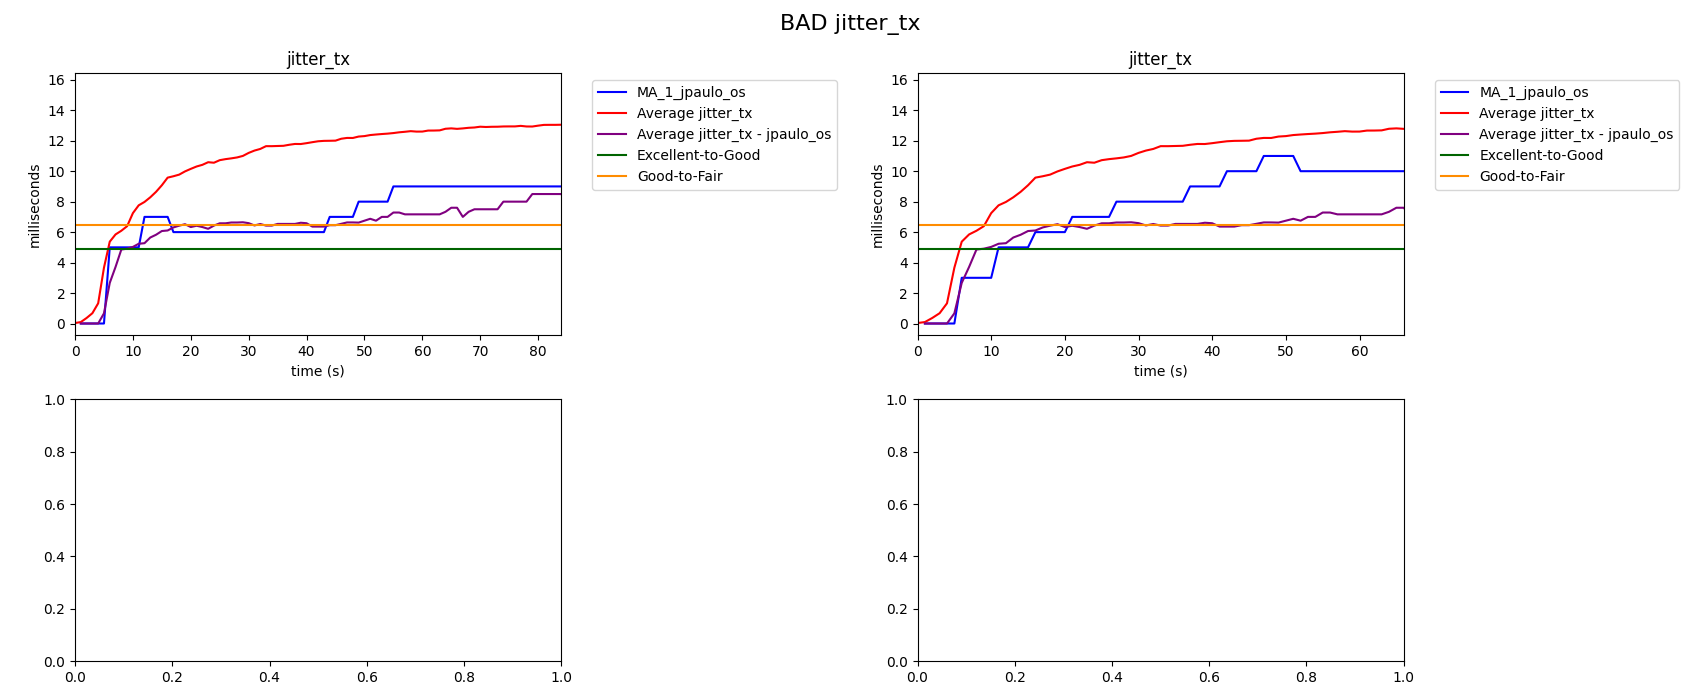 BAD jitter_tx
jitter_tx
16
14
12
10
8
6
4
2
0
milliseconds
0 10 20 30 40 50 60 70 80
time (s)
MA_1_jpaulo_os
Average jitter_tx
Average jitter_tx - jpaulo_os
Excellent-to-Good
Good-to-Fair
jitter_tx
16
14
12
10
8
6
4
2
0
milliseconds
0 10 20 30 40 50 60
time (s)
MA_1_jpaulo_os
Average jitter_tx
Average jitter_tx - jpaulo_os
Excellent-to-Good
Good-to-Fair
1.0
0.8
0.6
0.4
0.2
0.0
0.0 0.2 0.4 0.6 0.8 1.0
1.0
0.8
0.6
0.4
0.2
0.0
0.0 0.2 0.4 0.6 0.8 1.0